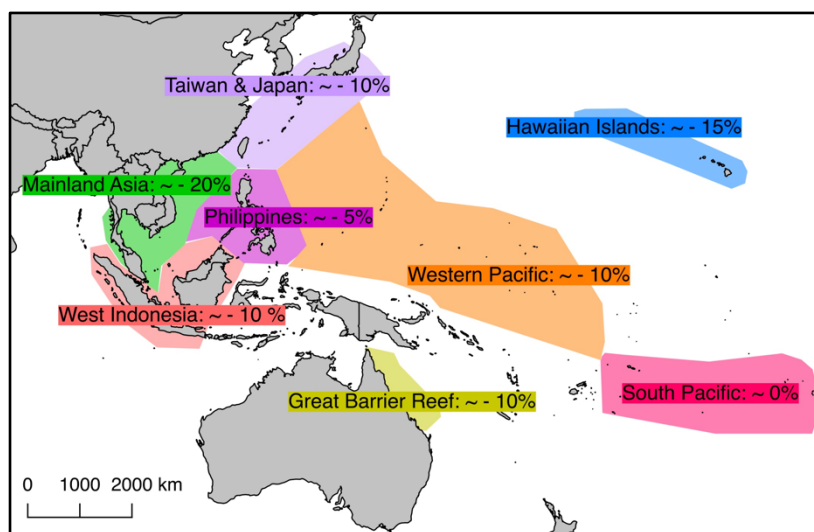 Taiwan & Japan: ~ - 10%
Hawaiian Islands: ~ - 15%
Mainland Asia: ~ - 20%
Philippines: ~ - 5%
Western Pacific: ~ - 10%
West Indonesia: ~ - 10 %
South Pacific: ~ 0%
Great Barrier Reef: ~ - 10%
0 1000 2000 km